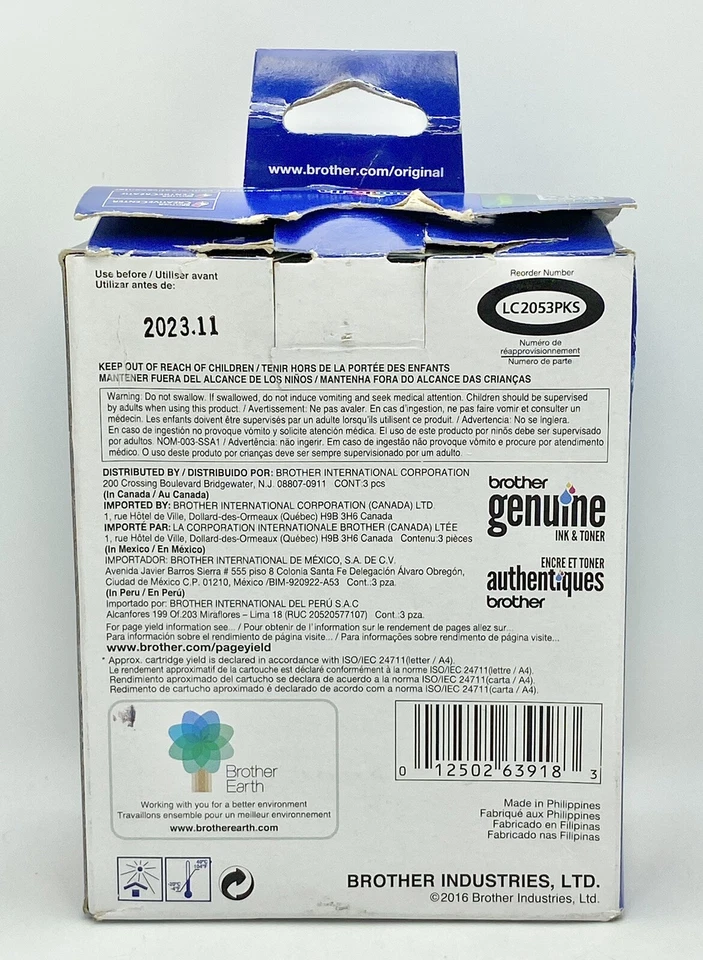 www.brother.com/original
Use before / Utiliser avant
Utilizar antes de:
2023.11
Reorder Number
LC2053PKS
Numéro de
réapprovisionnement
Numero de parte
KEEP OUT OF REACH OF CHILDREN / TENIR HORS DE LA PORTÉE DES ENFANTS
MANTENER FUERA DEL ALCANCE DE LOS NIÑOS / MANTENHA FORA DO ALCANCE DAS CRIANÇAS
Warning: Do not swallow. If swallowed, do not induce vomiting and seek medical attention. Children should be supervised
by adults when using this product. / Avertissement: Ne pas avaler. En cas d'ingestion, ne pas faire vomir et consulter un
médecin. Les enfants doivent être supervisés par un adulte lorsqu'ils utilisent ce produit. / Advertencia: No se ingiera.
En caso de ingestión no provoque vómito y solicite atención médica. El uso de este producto por niños debe ser supervisado
por adultos. NOM-003-SSA1 / Advertência: não ingerir. Em caso de ingestão não provoque vômito e procure por atendimento
médico. O uso deste produto por crianças deve ser sempre supervisionado por um adulto.
DISTRIBUTED BY / DISTRIBUIDO POR: BROTHER INTERNATIONAL CORPORATION
200 Crossing Boulevard Bridgewater, N.J. 08807-0911 CONT:3 pcs
(In Canada / Au Canada)
IMPORTED BY: BROTHER INTERNATIONAL CORPORATION (CANADA) LTD.
1, rue Hôtel de Ville, Dollard-des-Ormeaux (Québec) H9B 3H6 Canada
IMPORTÉ PAR: LA CORPORATION INTERNATIONALE BROTHER (CANADA) LTÉE
1, rue Hôtel de Ville, Dollard-des-Ormeaux (Québec) H9B 3H6 Canada Contenu:3 pièces
(In Mexico / En México)
IMPORTADOR: BROTHER INTERNATIONAL DE MÉXICO, S.A. DE C.V.
Avenida Javier Barros Sierra # 555 piso 8 Colonia Santa Fe Delegación Álvaro Obregón,
Ciudad de México C.P. 01210, México /BIM-920922-A53 Cont.:3 pza.
(In Peru / En Perú)
Importado por: BROTHER INTERNATIONAL DEL PERÚ S.A.C
Alcanfores 199 Of.203 Miraflores – Lima 18 (RUC 20520577107) Cont.:3 pza.
For page yield information see... / Pour obtenir de l'information sur le rendement de pages allez sur...
Para información sobre el rendimiento de página visite... / Para informações sobre rendimento de página visite...
www.brother.com/pageyield
* Approx. cartridge yield is declared in accordance with ISO/IEC 24711(letter / A4).
Le rendement approximatif de la cartouche est déclaré conformément à la norme ISO/IEC 24711(lettre / A4).
Rendimiento aproximado del cartucho se declara de acuerdo a la norma ISO/IEC 24711(carta / A4).
Redimento de cartucho aproximado é declarado de acordo com a norma ISO/IEC 24711(carta / A4).
brother
genuine
INK & TONER
ENCRE ET TONER
authentiques
brother
Brother
Earth
Working with you for a better environment
Travaillons ensemble pour un meilleur environnement
www.brotherearth.com
0 12502 63918 3
Made in Philippines
Fabriqué aux Philippines
Fabricado en Filipinas
Fabricado nas Filipinas
BROTHER INDUSTRIES, LTD.
©2016 Brother Industries, Ltd.